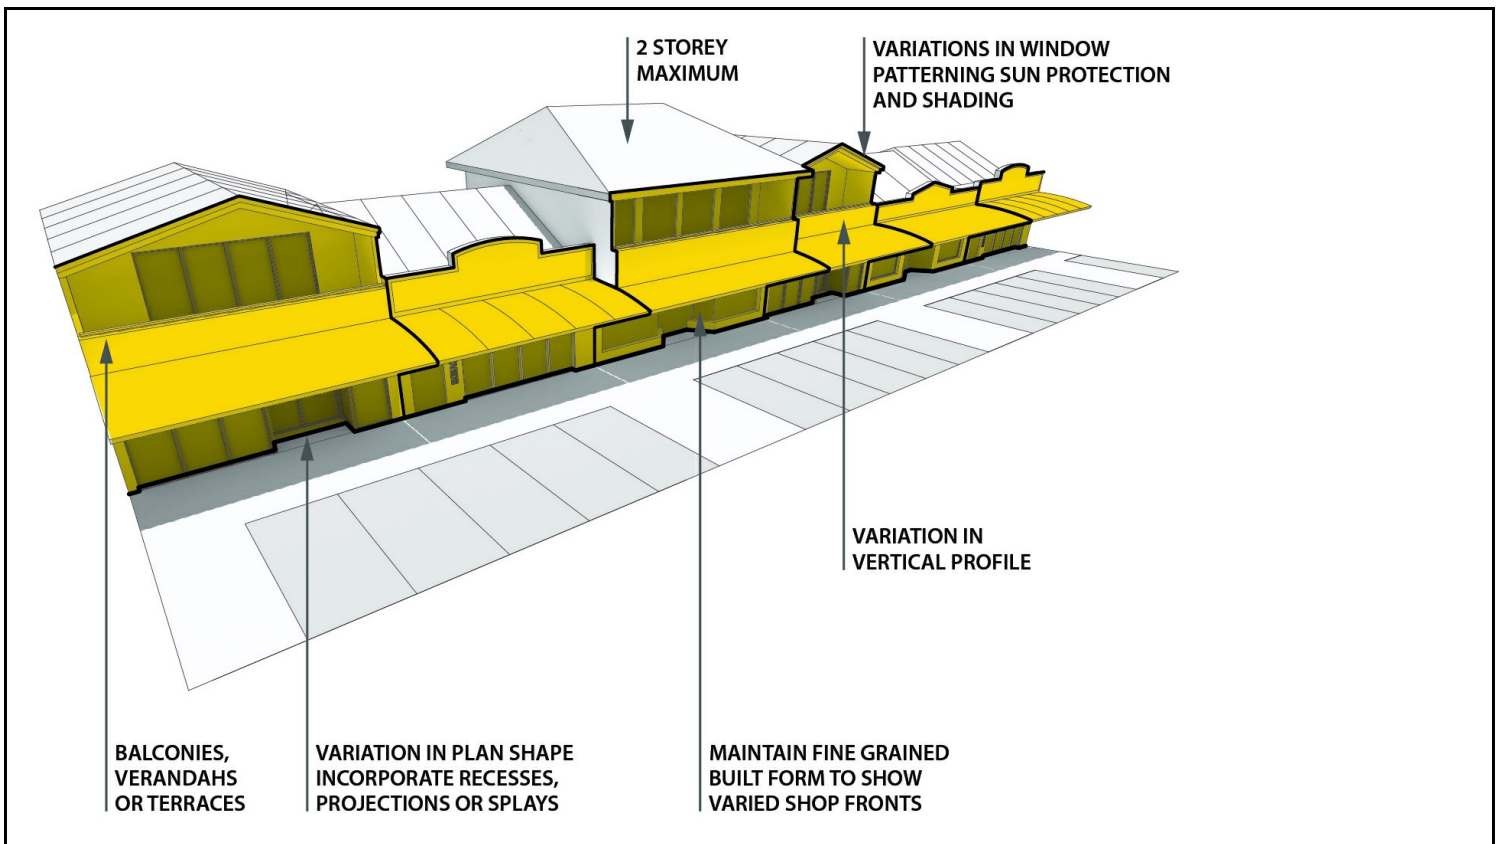 2 STOREY
MAXIMUM
VARIATIONS IN WINDOW
PATTERNING SUN PROTECTION
AND SHADING
VARIATION IN
VERTICAL PROFILE
BALCONIES,
VERANDAHS
OR TERRACES
VARIATION IN PLAN SHAPE
INCORPORATE RECESSES,
PROJECTIONS OR SPLAYS
MAINTAIN FINE GRAINED
BUILT FORM TO SHOW
VARIED SHOP FRONTS